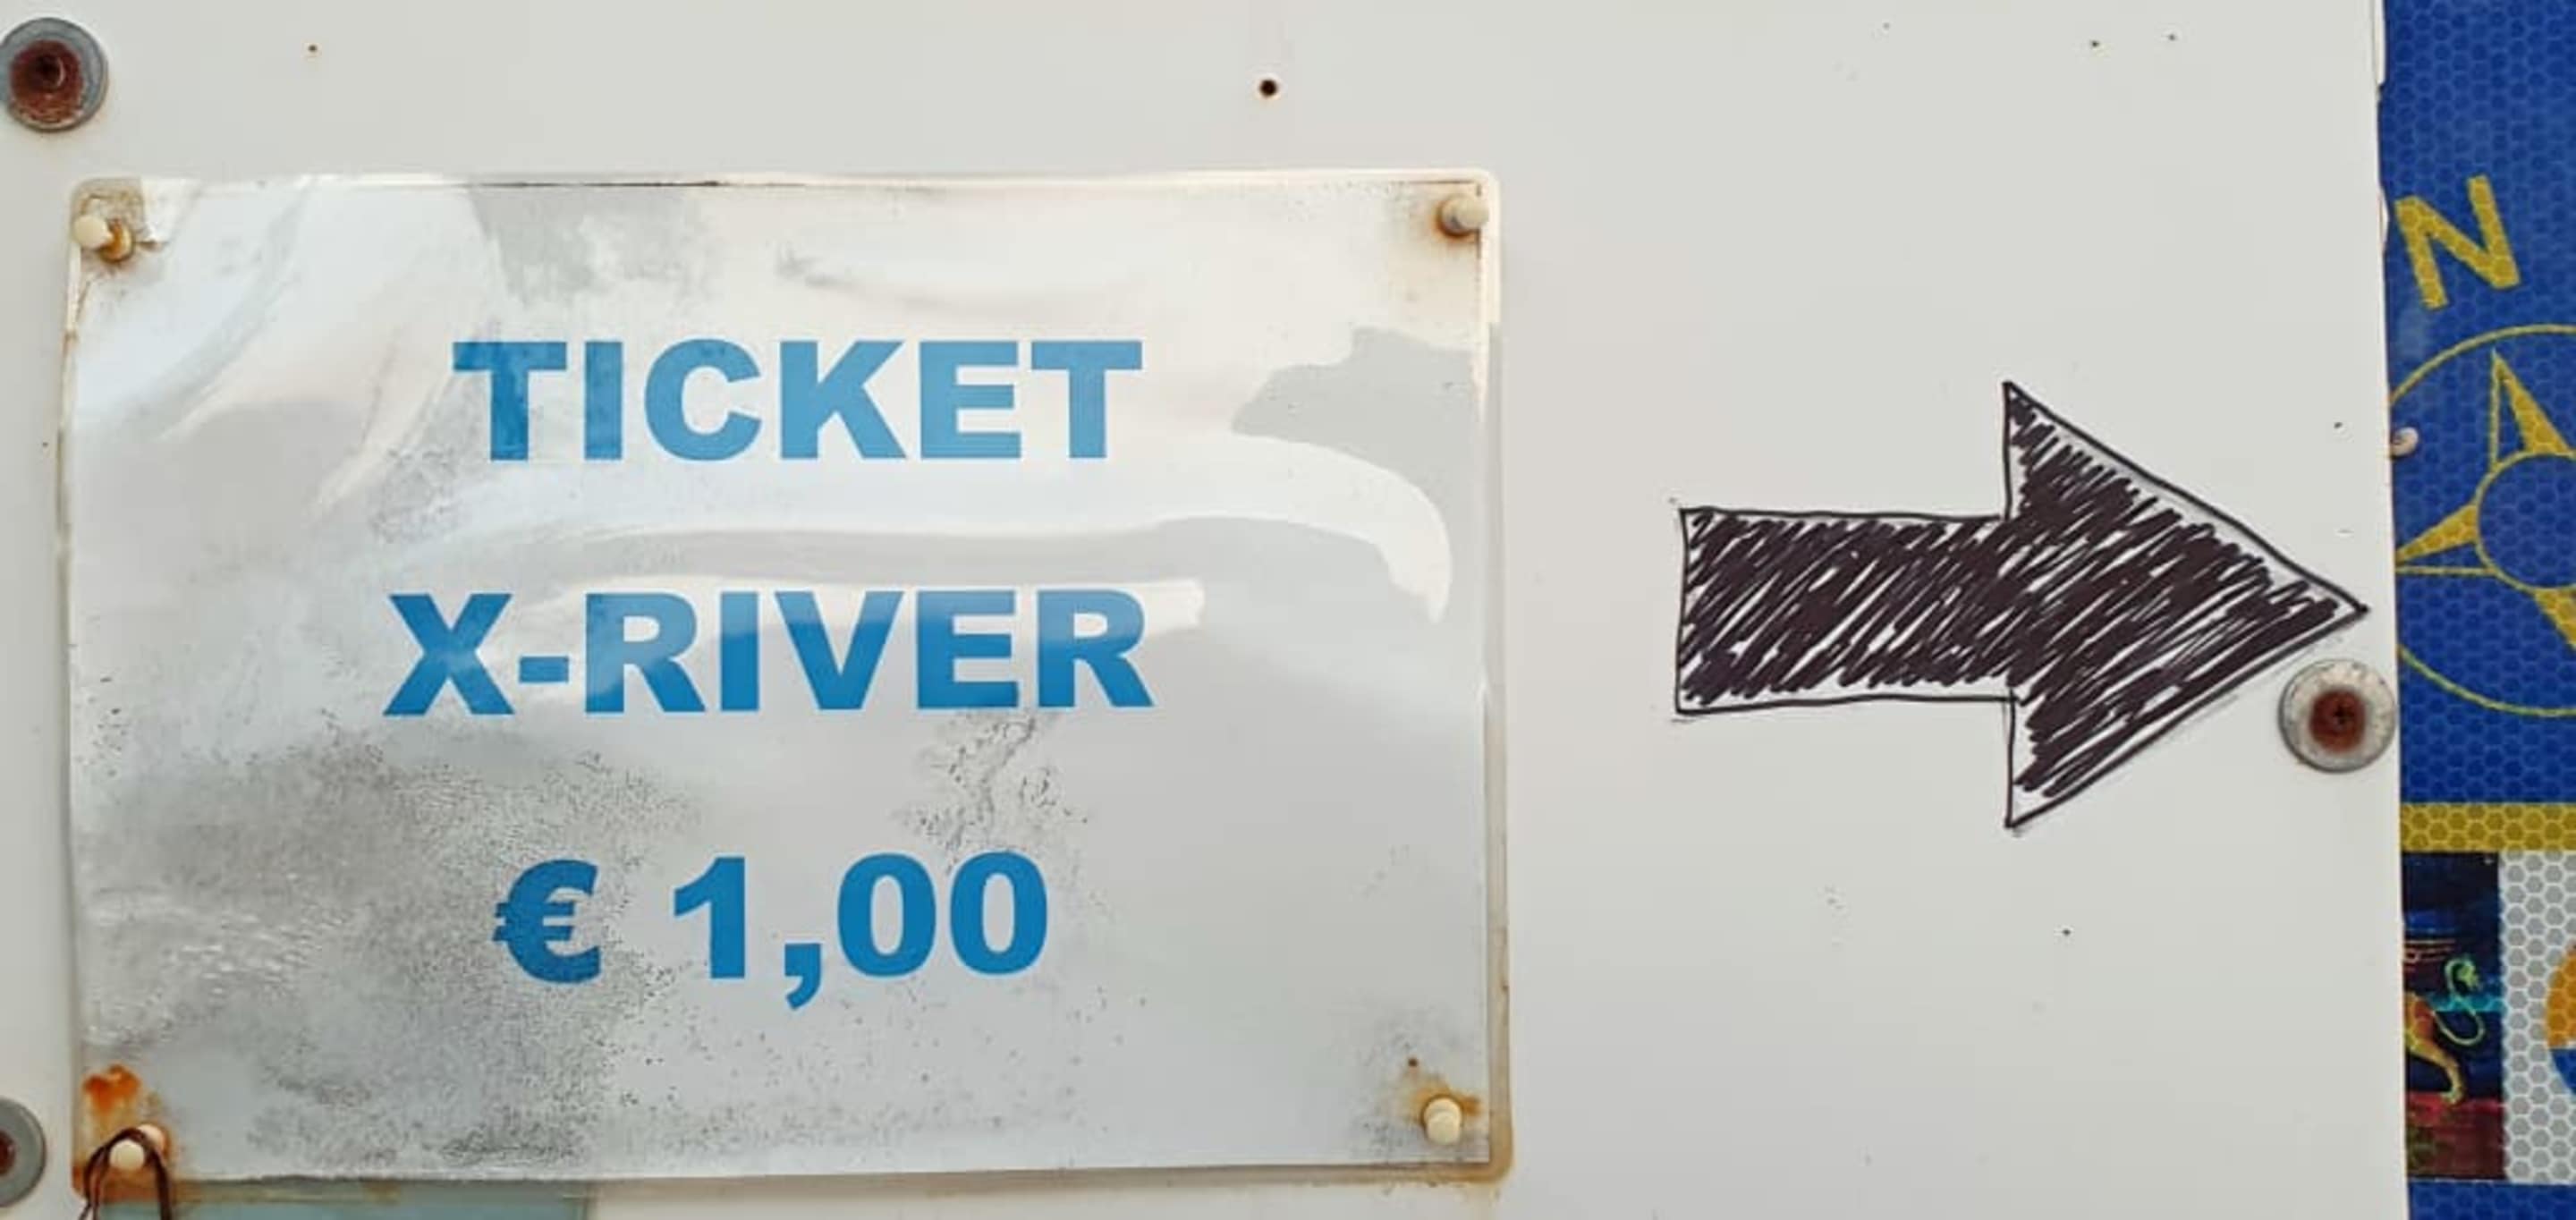 TICKET
X-RIVER
€ 1,00
N